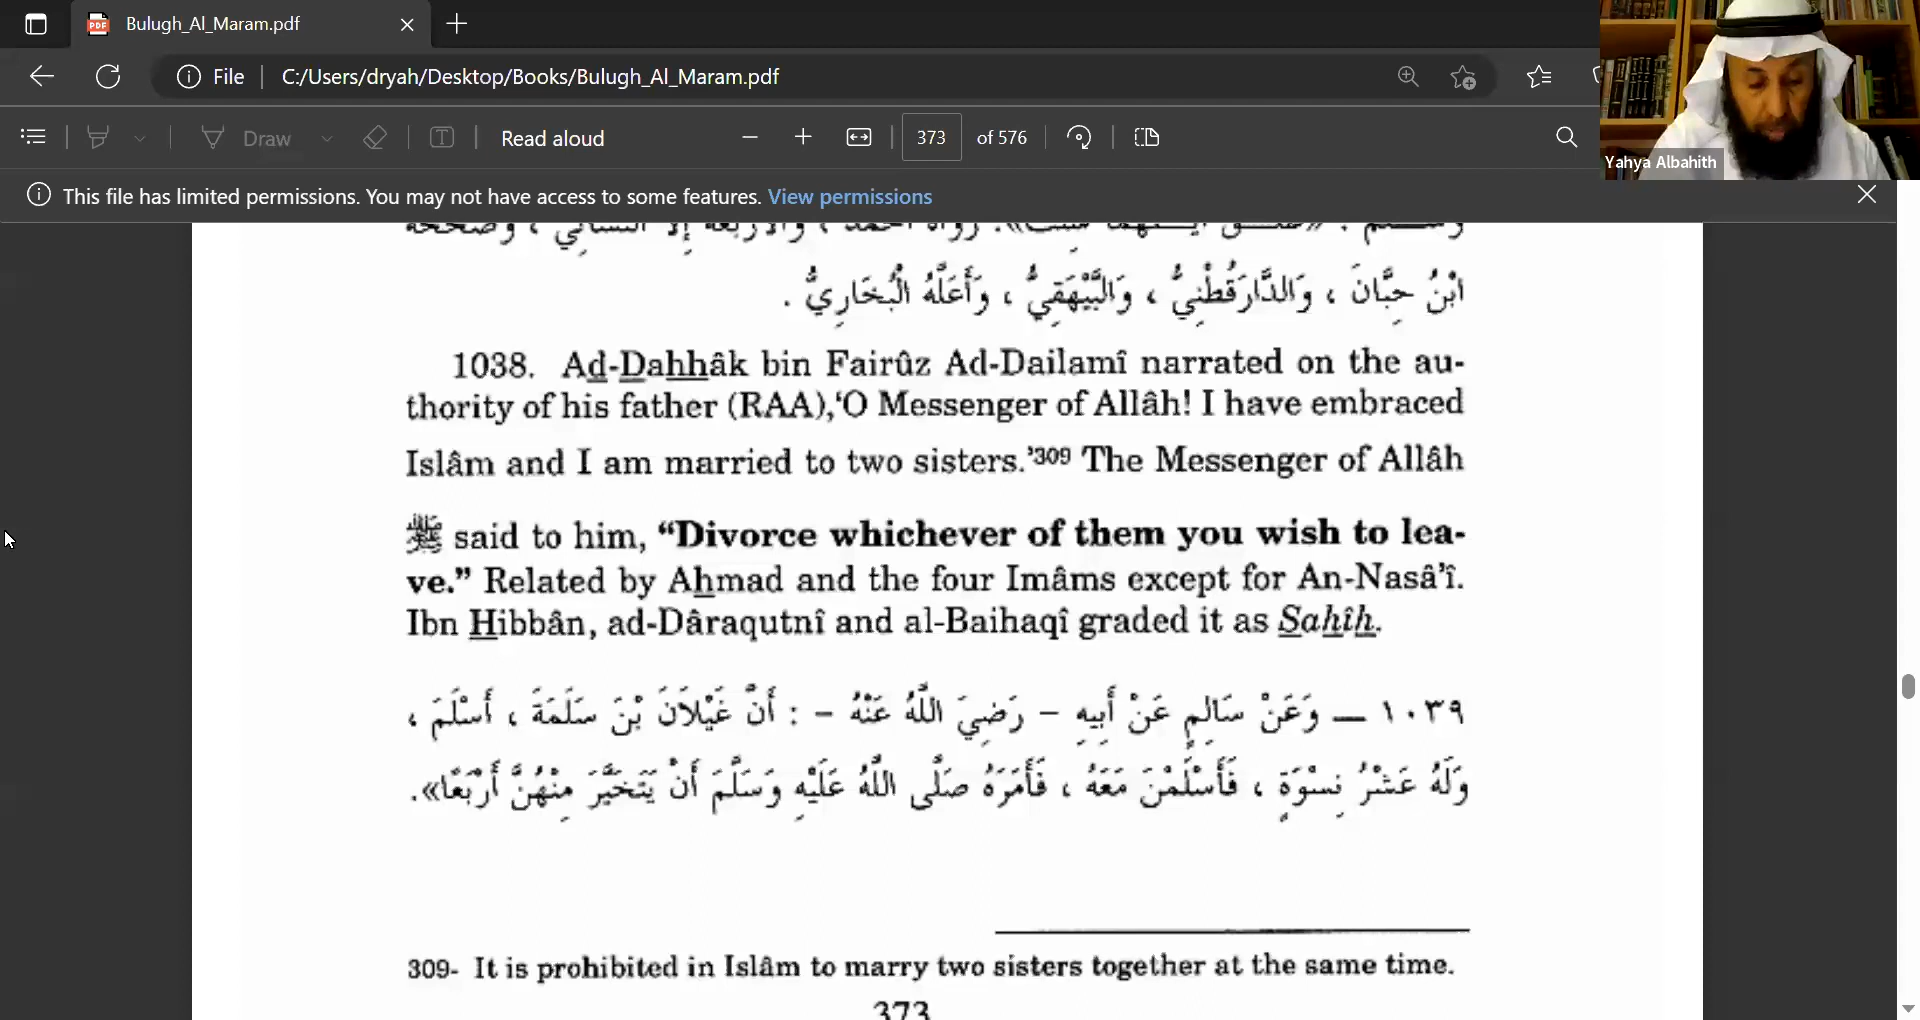 Bulugh_Al_Maram.pdf
File
C:/Users/dryah/Desktop/Books/Bulugh_Al_Maram.pdf
Draw
Read aloud
373 of 576
Yahya Albahith
This file has limited permissions. You may not have access to some features. View permissions
ابْنُ حِبَّانَ ، وَالدَّارَقُطْنِيُّ ، وَالْبَيْهَقِيُّ ، وَأَعَلَّهُ الْبُخَارِيُّ .
1038. Ad-Dahhâk bin Fairûz Ad-Dailamî narrated on the au-
thority of his father (RAA),‘O Messenger of Allâh! I have embraced
Islâm and I am married to two sisters.’309 The Messenger of Allâh
ﷺ said to him, “Divorce whichever of them you wish to lea-
ve.” Related by Ahmad and the four Imâms except for An-Nasâ’î.
Ibn Hibbân, ad-Dâraqutnî and al-Baihaqî graded it as Sahîh.
١٠٣٩ — وَعَنْ سَالِمٍ عَنْ أَبِيهِ – رَضِيَ اللَّهُ عَنْهُ – : أَنَّ غَيْلاَنَ بْنَ سَلَمَةَ ، أَسْلَمَ ،
وَلَهُ عَشْرُ نِسْوَةٍ ، فَأَسْلَمْنَ مَعَهُ ، فَأَمَرَهُ صَلَّى اللَّهُ عَلَيْهِ وَسَلَّمَ أَنْ يَتَخَيَّرَ مِنْهُنَّ أَرْبَعًا».
309- It is prohibited in Islâm to marry two sisters together at the same time.
373